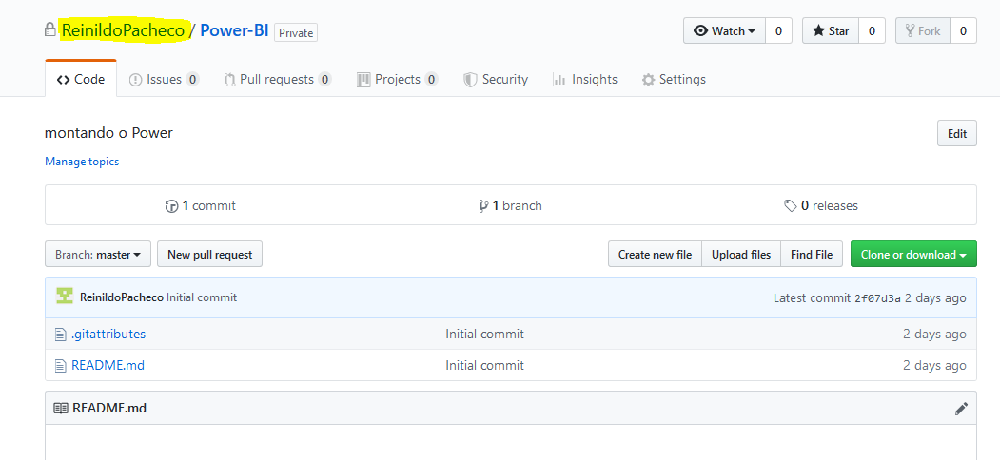 ReinildoPacheco / Power-BI Private Watch 0 Star 0 Fork 0
Code Issues 0 Pull requests 0 Projects 0 Security Insights Settings
montando o Power Edit
Manage topics
1 commit 1 branch 0 releases
Branch: master New pull request Create new file Upload files Find File Clone or download
ReinildoPacheco Initial commit Latest commit 2f07d3a 2 days ago
.gitattributes Initial commit 2 days ago
README.md Initial commit 2 days ago
README.md